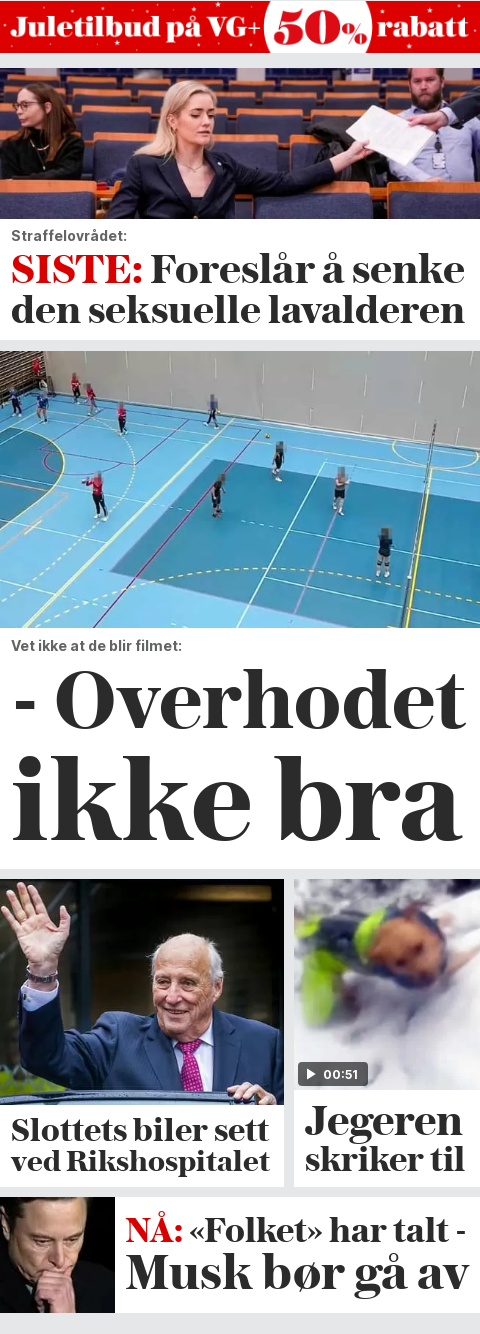 Juletilbud på VG+ 50% rabatt
Straffelovrådet:
SISTE: Foreslår å senke
den seksuelle lavalderen
Vet ikke at de blir filmet:
- Overhodet
ikke bra
Slottets biler sett
ved Rikshospitalet
00:51
Jegeren
skriker til
NÅ: «Folket» har talt -
Musk bør gå av